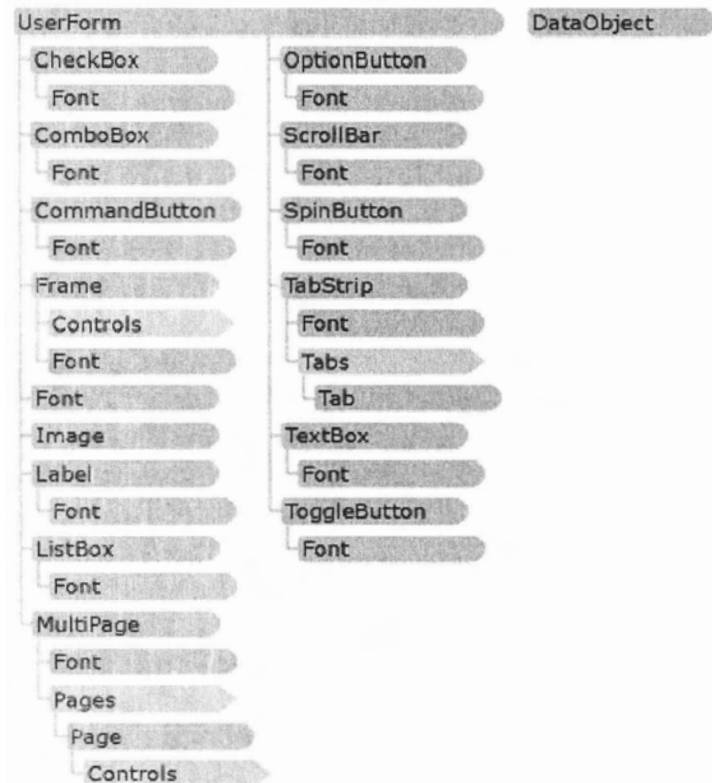 UserForm
CheckBox
Font
ComboBox
Font
CommandButton
Font
Frame
Controls
Font
Font
Image
Label
Font
ListBox
Font
MultiPage
Font
Pages
Page
Controls
OptionButton
Font
ScrollBar
Font
SpinButton
Font
TabStrip
Font
Tabs
Tab
TextBox
Font
ToggleButton
Font
DataObject